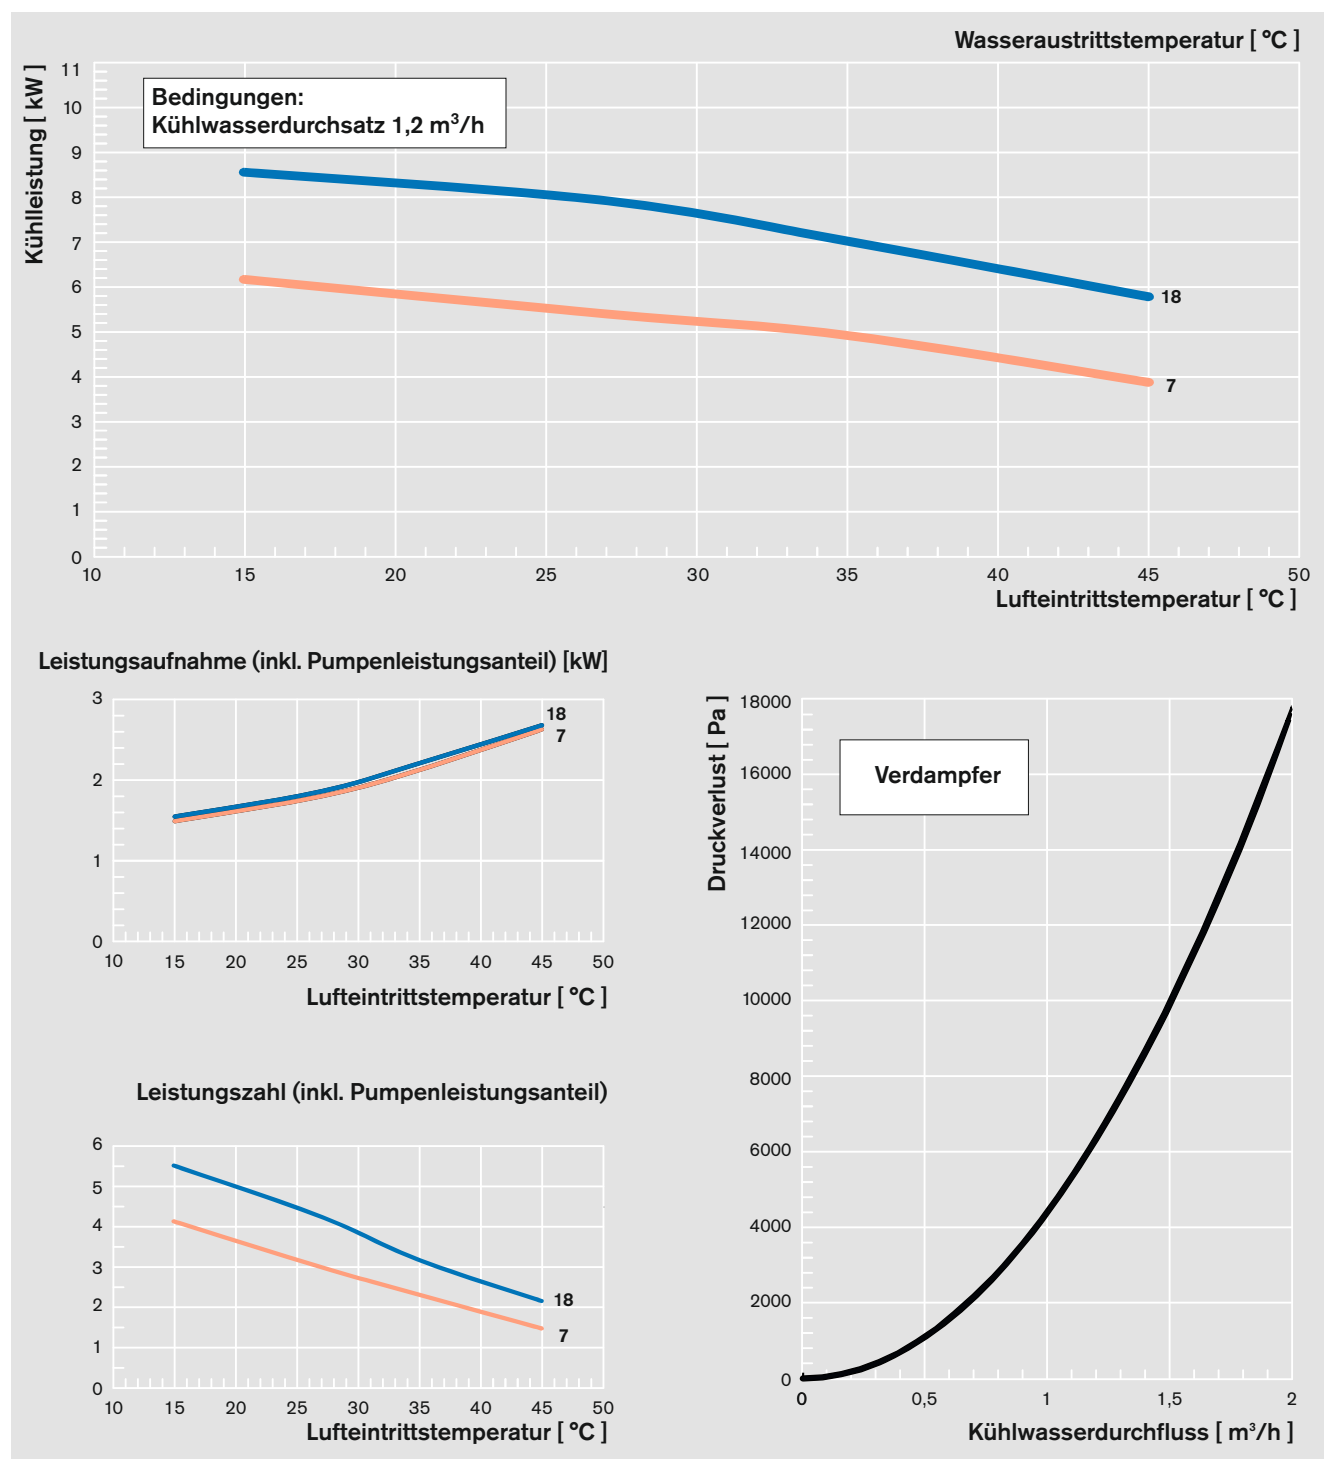 Wasseraustrittstemperatur [ °C ]
Kühlleistung [ kW ]
Bedingungen:
Kühlwasserdurchsatz 1,2 m³/h
11
10
9
8
7
6
5
4
3
2
1
0
18
7
10 15 20 25 30 35 40 45 50
Lufteintrittstemperatur [ °C ]
Leistungsaufnahme (inkl. Pumpenleistungsanteil) [kW]
3
2
1
0
18
7
10 15 20 25 30 35 40 45 50
Lufteintrittstemperatur [ °C ]
Leistungszahl (inkl. Pumpenleistungsanteil)
6
5
4
3
2
1
0
18
7
10 15 20 25 30 35 40 45 50
Lufteintrittstemperatur [ °C ]
Druckverlust [ Pa ]
Verdampfer
18000
16000
14000
12000
10000
8000
6000
4000
2000
0
0 0,5 1 1,5 2
Kühlwasserdurchfluss [ m³/h ]